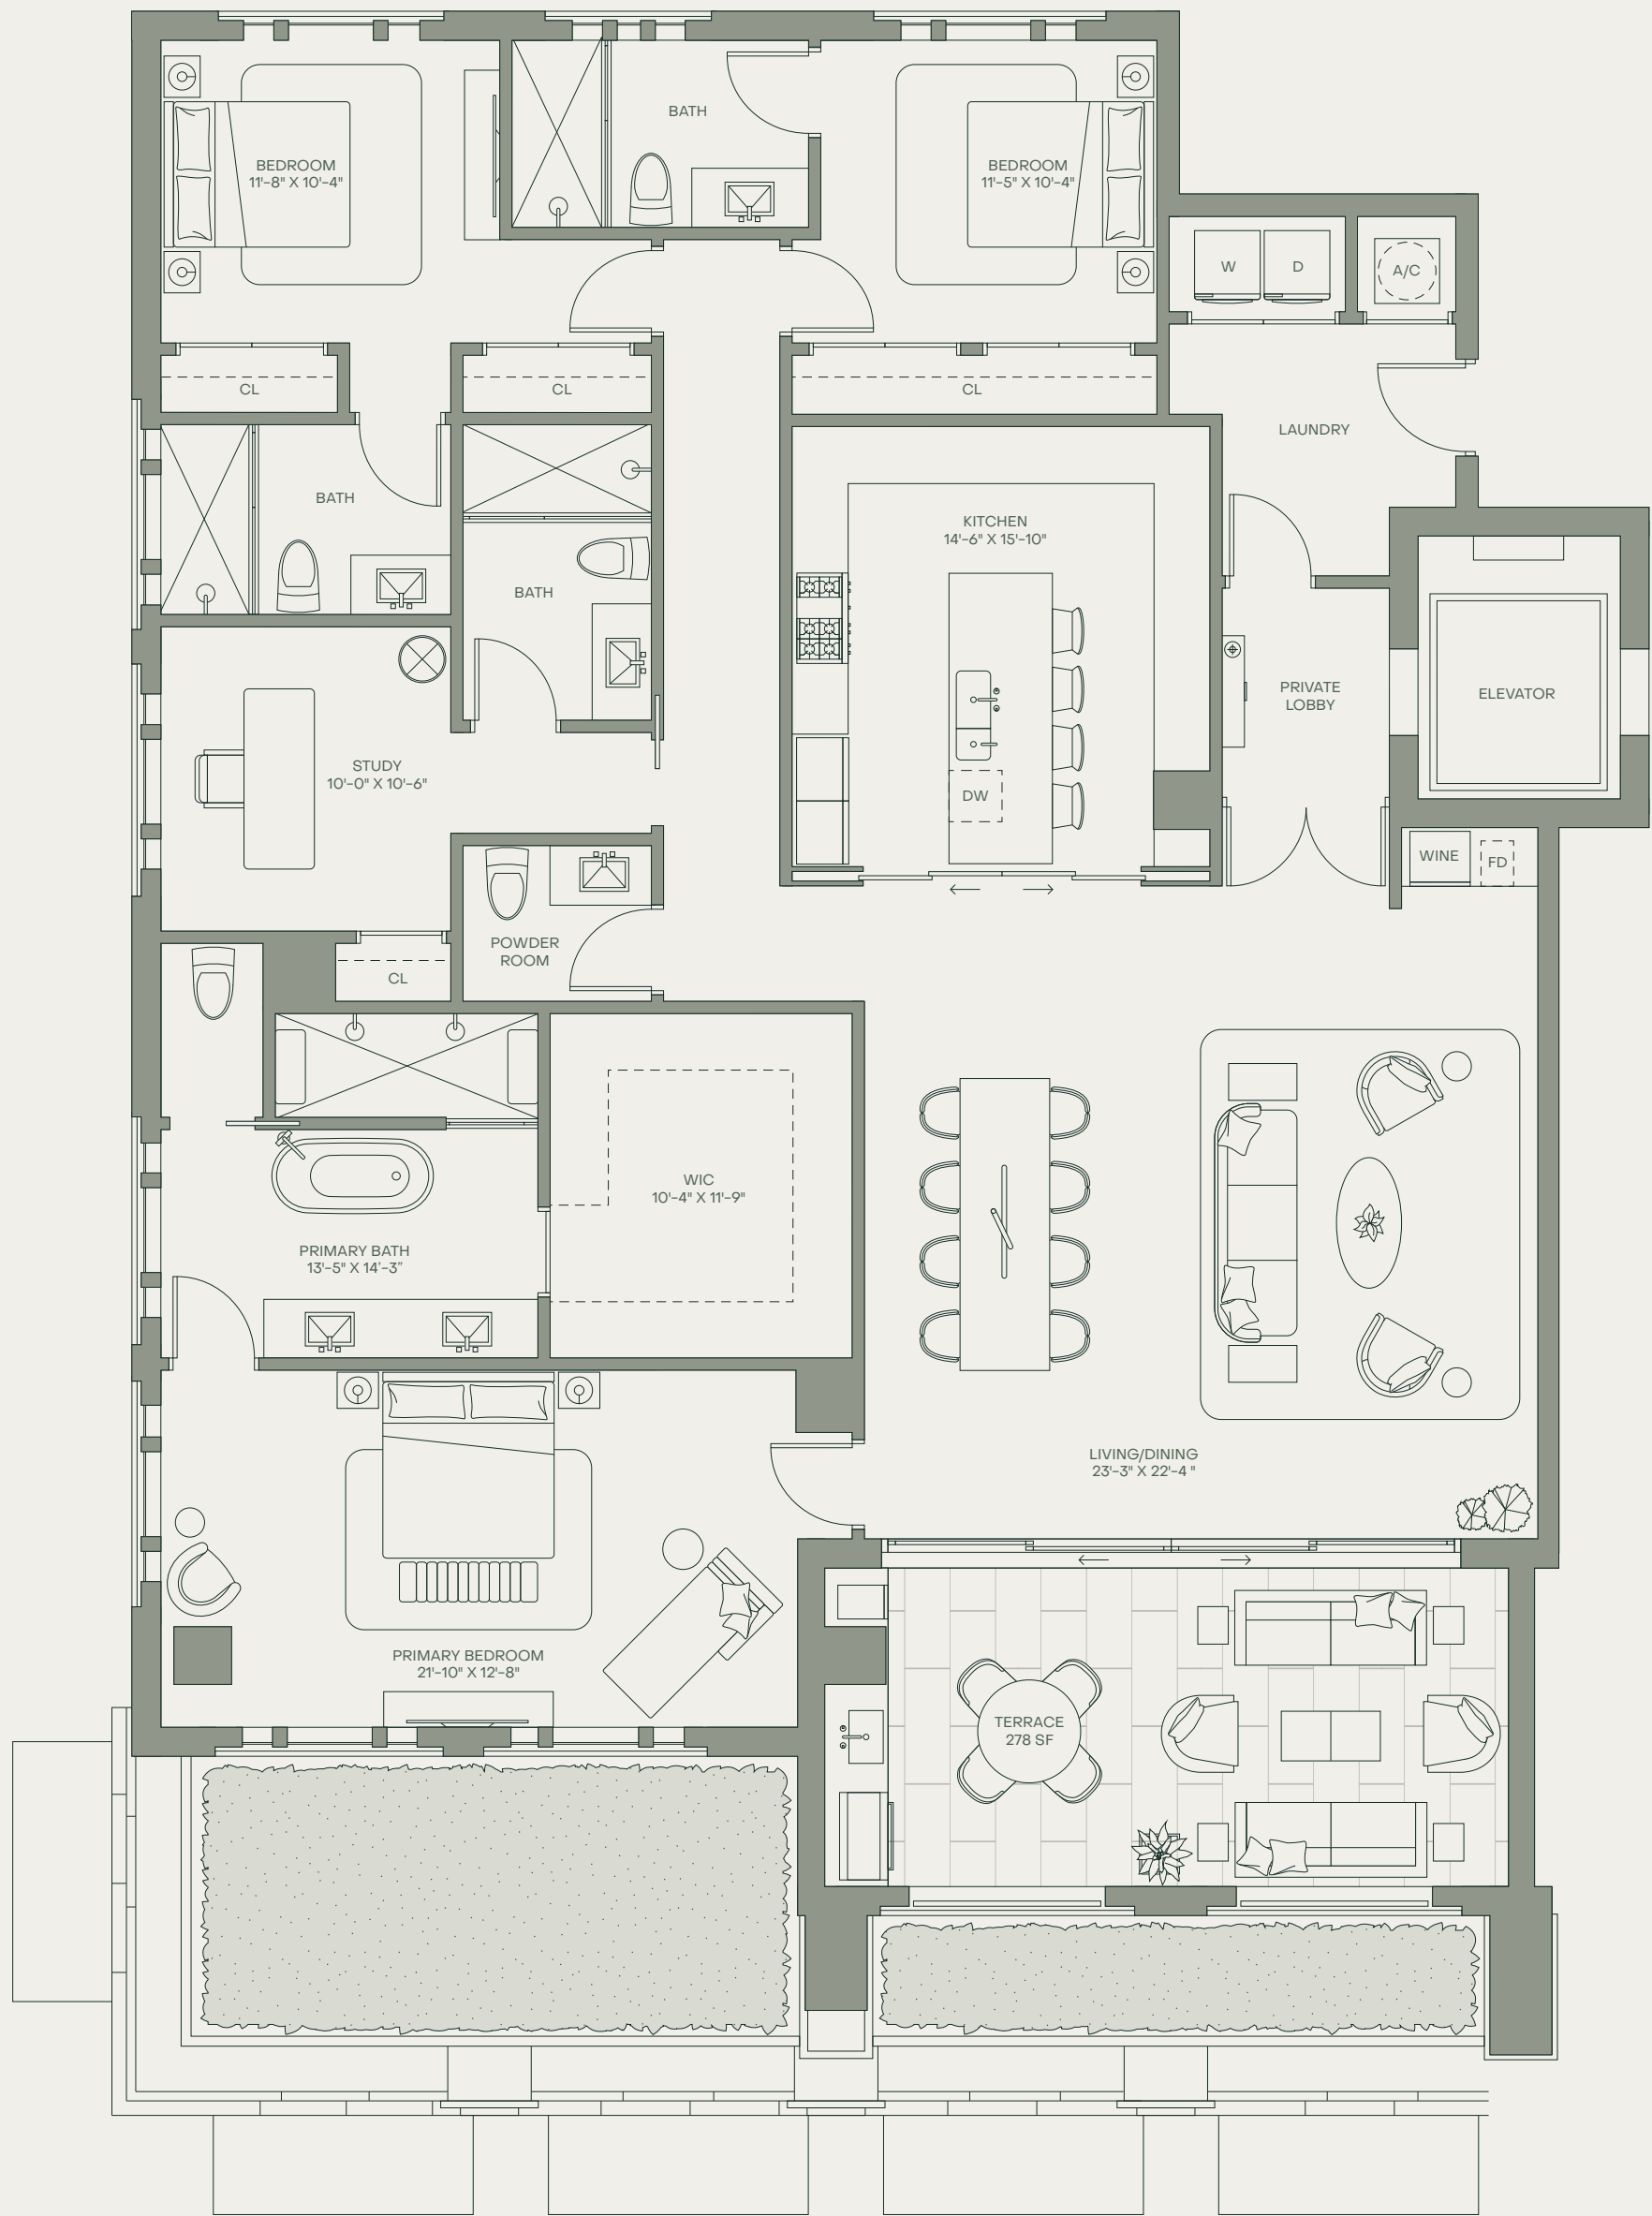 BATH
BEDROOM
11'-8" X 10'-4"
BEDROOM
11'-5" X 10'-4"
W
D
A/C
CL
CL
CL
LAUNDRY
BATH
KITCHEN
14'-6" X 15'-10"
BATH
PRIVATE
LOBBY
ELEVATOR
STUDY
10'-0" X 10'-6"
DW
WINE
FD
POWDER
ROOM
CL
WIC
10'-4" X 11'-9"
PRIMARY BATH
13'-5" X 14'-3"
LIVING/DINING
23'-3" X 22'-4 "
PRIMARY BEDROOM
21'-10" X 12'-8"
TERRACE
278 SF